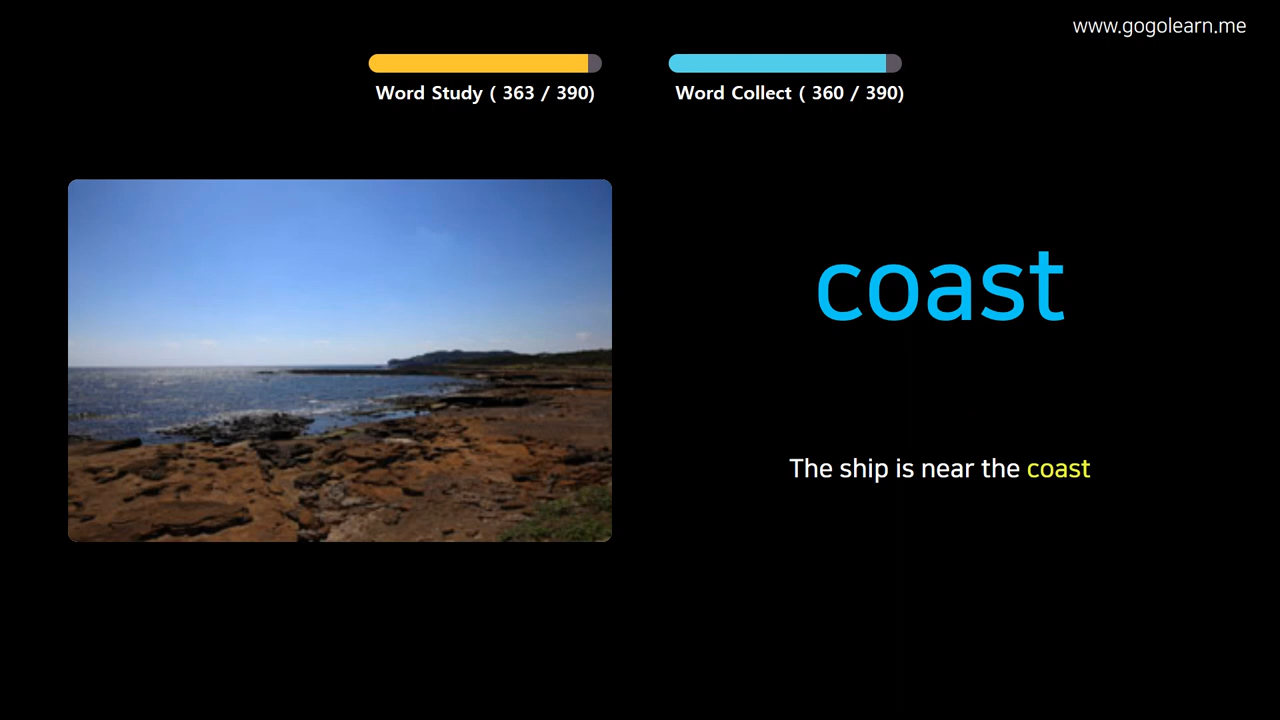 www.gogolearn.me
Word Study ( 363 / 390)
Word Collect ( 360 / 390)
coast
The ship is near the coast